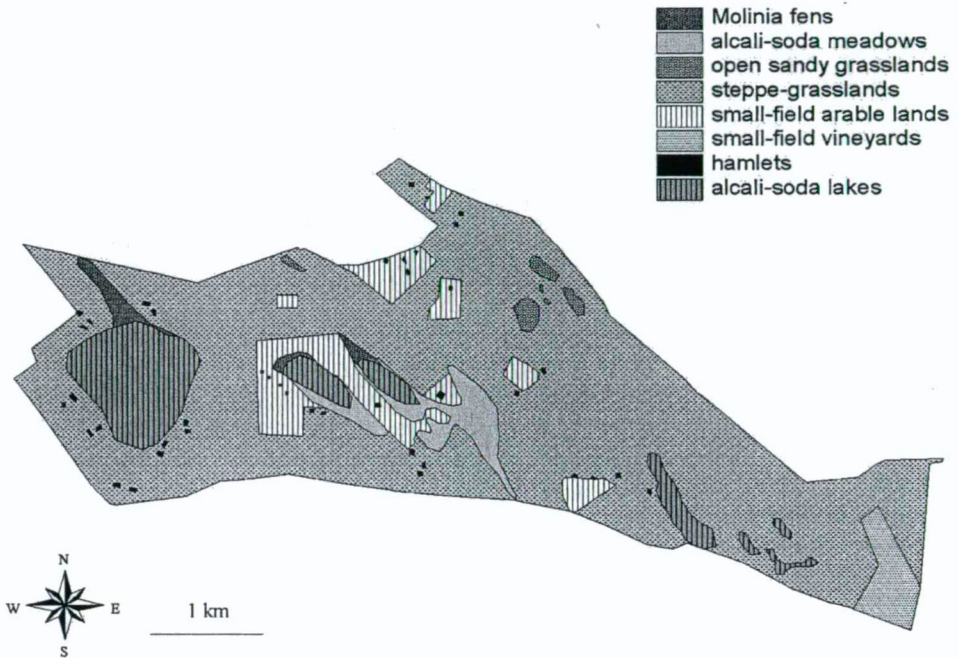 Molinia fens
alcali-soda meadows
open sandy grasslands
steppe-grasslands
small-field arable lands
small-field vineyards
hamlets
alcali-soda lakes
N
W E
S
1 km